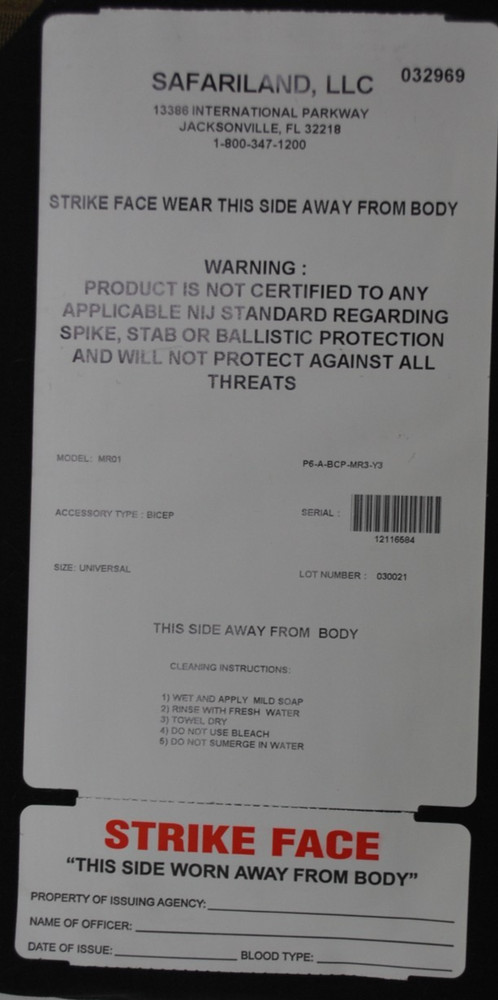 SAFARILAND, LLC 032969
13386 INTERNATIONAL PARKWAY
JACKSONVILLE, FL 32218
1-800-347-1200
STRIKE FACE WEAR THIS SIDE AWAY FROM BODY
WARNING :
PRODUCT IS NOT CERTIFIED TO ANY
APPLICABLE NIJ STANDARD REGARDING
SPIKE, STAB OR BALLISTIC PROTECTION
AND WILL NOT PROTECT AGAINST ALL
THREATS
MODEL: MR01 P6-A-BCP-MR3-Y3
ACCESSORY TYPE : BICEP SERIAL :
12116584
SIZE: UNIVERSAL LOT NUMBER : 030021
THIS SIDE AWAY FROM BODY
CLEANING INSTRUCTIONS:
1) WET AND APPLY MILD SOAP
2) RINSE WITH FRESH WATER
3) TOWEL DRY
4) DO NOT USE BLEACH
5) DO NOT SUMERGE IN WATER
STRIKE FACE
"THIS SIDE WORN AWAY FROM BODY"
PROPERTY OF ISSUING AGENCY:
NAME OF OFFICER:
DATE OF ISSUE: BLOOD TYPE: